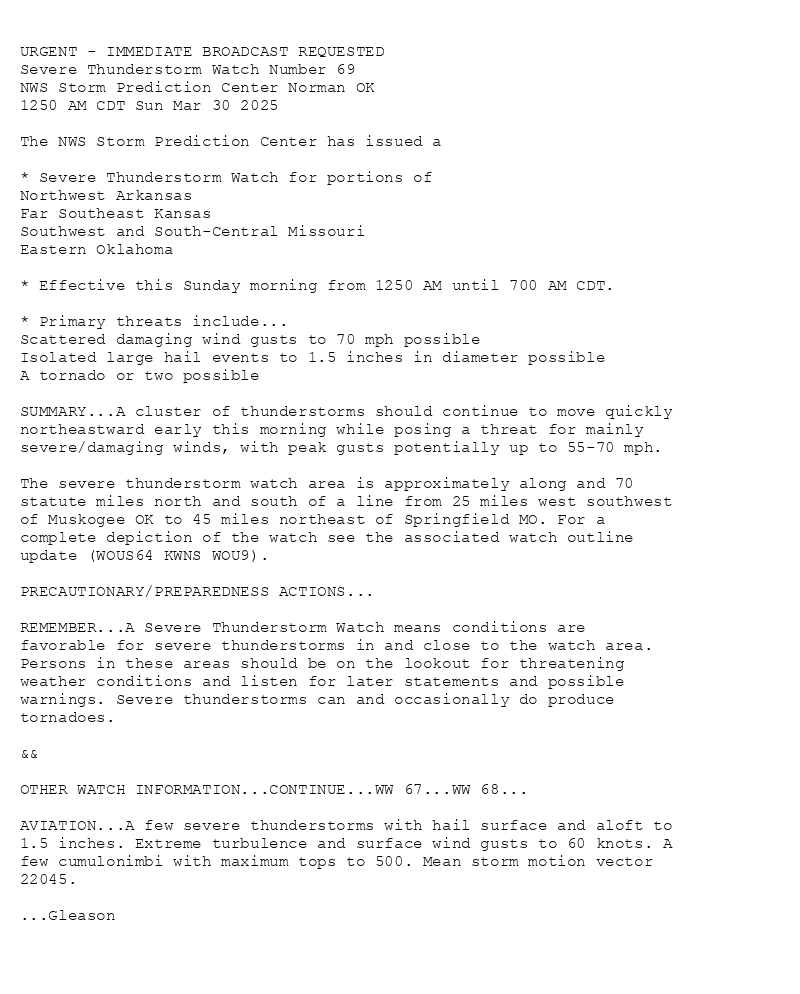 URGENT - IMMEDIATE BROADCAST REQUESTED
Severe Thunderstorm Watch Number 69
NWS Storm Prediction Center Norman OK
1250 AM CDT Sun Mar 30 2025
The NWS Storm Prediction Center has issued a
* Severe Thunderstorm Watch for portions of
Northwest Arkansas
Far Southeast Kansas
Southwest and South-Central Missouri
Eastern Oklahoma
* Effective this Sunday morning from 1250 AM until 700 AM CDT.
* Primary threats include...
Scattered damaging wind gusts to 70 mph possible
Isolated large hail events to 1.5 inches in diameter possible
A tornado or two possible
SUMMARY...A cluster of thunderstorms should continue to move quickly
northeastward early this morning while posing a threat for mainly
severe/damaging winds, with peak gusts potentially up to 55-70 mph.
The severe thunderstorm watch area is approximately along and 70
statute miles north and south of a line from 25 miles west southwest
of Muskogee OK to 45 miles northeast of Springfield MO. For a
complete depiction of the watch see the associated watch outline
update (WOUS64 KWNS WOU9).
PRECAUTIONARY/PREPAREDNESS ACTIONS...
REMEMBER...A Severe Thunderstorm Watch means conditions are
favorable for severe thunderstorms in and close to the watch area.
Persons in these areas should be on the lookout for threatening
weather conditions and listen for later statements and possible
warnings. Severe thunderstorms can and occasionally do produce
tornadoes.
&&
OTHER WATCH INFORMATION...CONTINUE...WW 67...WW 68...
AVIATION...A few severe thunderstorms with hail surface and aloft to
1.5 inches. Extreme turbulence and surface wind gusts to 60 knots. A
few cumulonimbi with maximum tops to 500. Mean storm motion vector
22045.
...Gleason